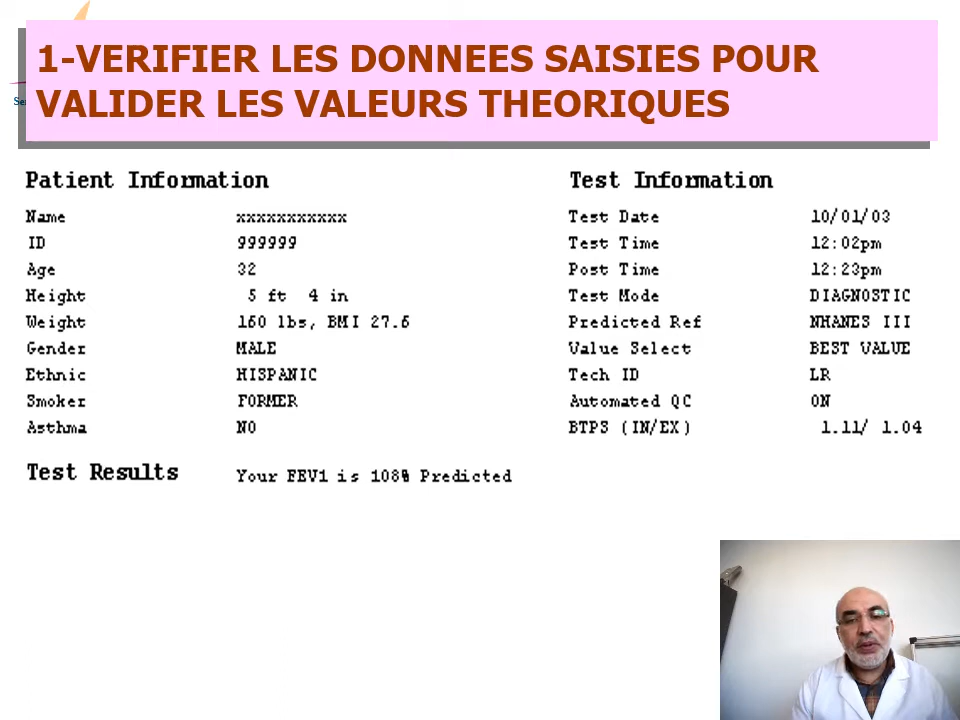 1-VERIFIER LES DONNEES SAISIES POUR
VALIDER LES VALEURS THEORIQUES
Patient Information
Name xxxxxxxxxxx
ID 999999
Age 32
Height 5 ft 4 in
Weight 160 lbs, BMI 27.6
Gender MALE
Ethnic HISPANIC
Smoker FORMER
Asthma NO
Test Results Your FEV1 is 108% Predicted
Test Information
Test Date 10/01/03
Test Time 12:02pm
Post Time 12:23pm
Test Mode DIAGNOSTIC
Predicted Ref NHANES III
Value Select BEST VALUE
Tech ID LR
Automated QC ON
BTPS (IN/EX) 1.11/ 1.04